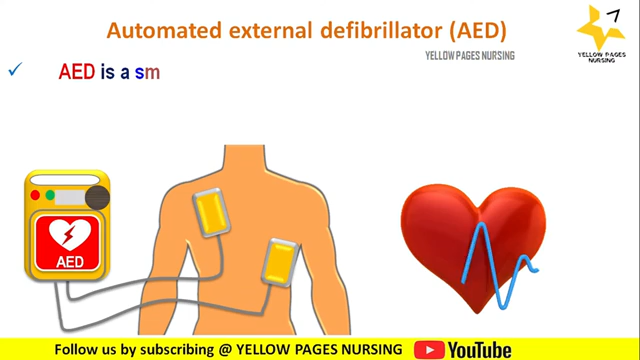 Automated external defibrillator (AED)
YELLOW PAGES NURSING
YELLOW PAGES
NURSING
✓ AED is a sm
AED
Follow us by subscribing @ YELLOW PAGES NURSING YouTube